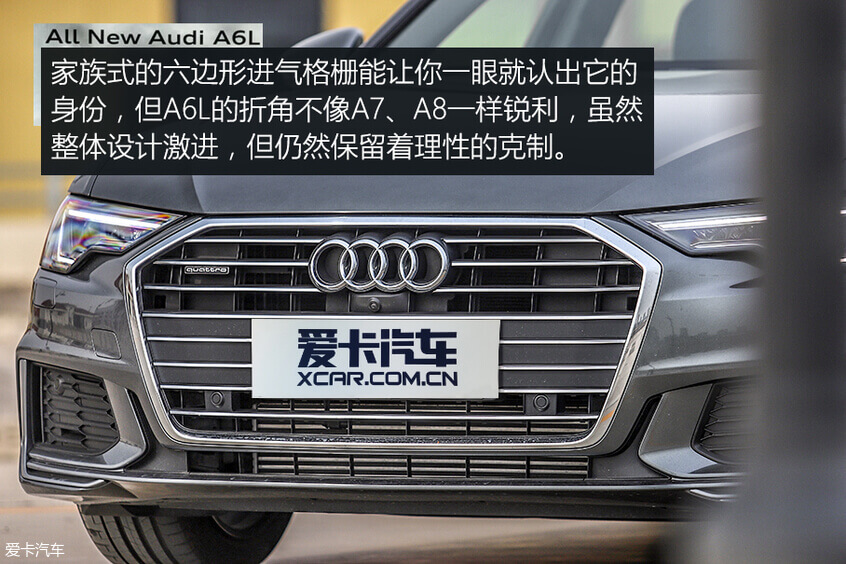 All New Audi A6L
家族式的六边形进气格栅能让你一眼就认出它的
身份，但A6L的折角不像A7、A8一样锐利，虽然
整体设计激进，但仍然保留着理性的克制。
quattro
爱卡汽车
XCAR.COM.CN
爱卡汽车